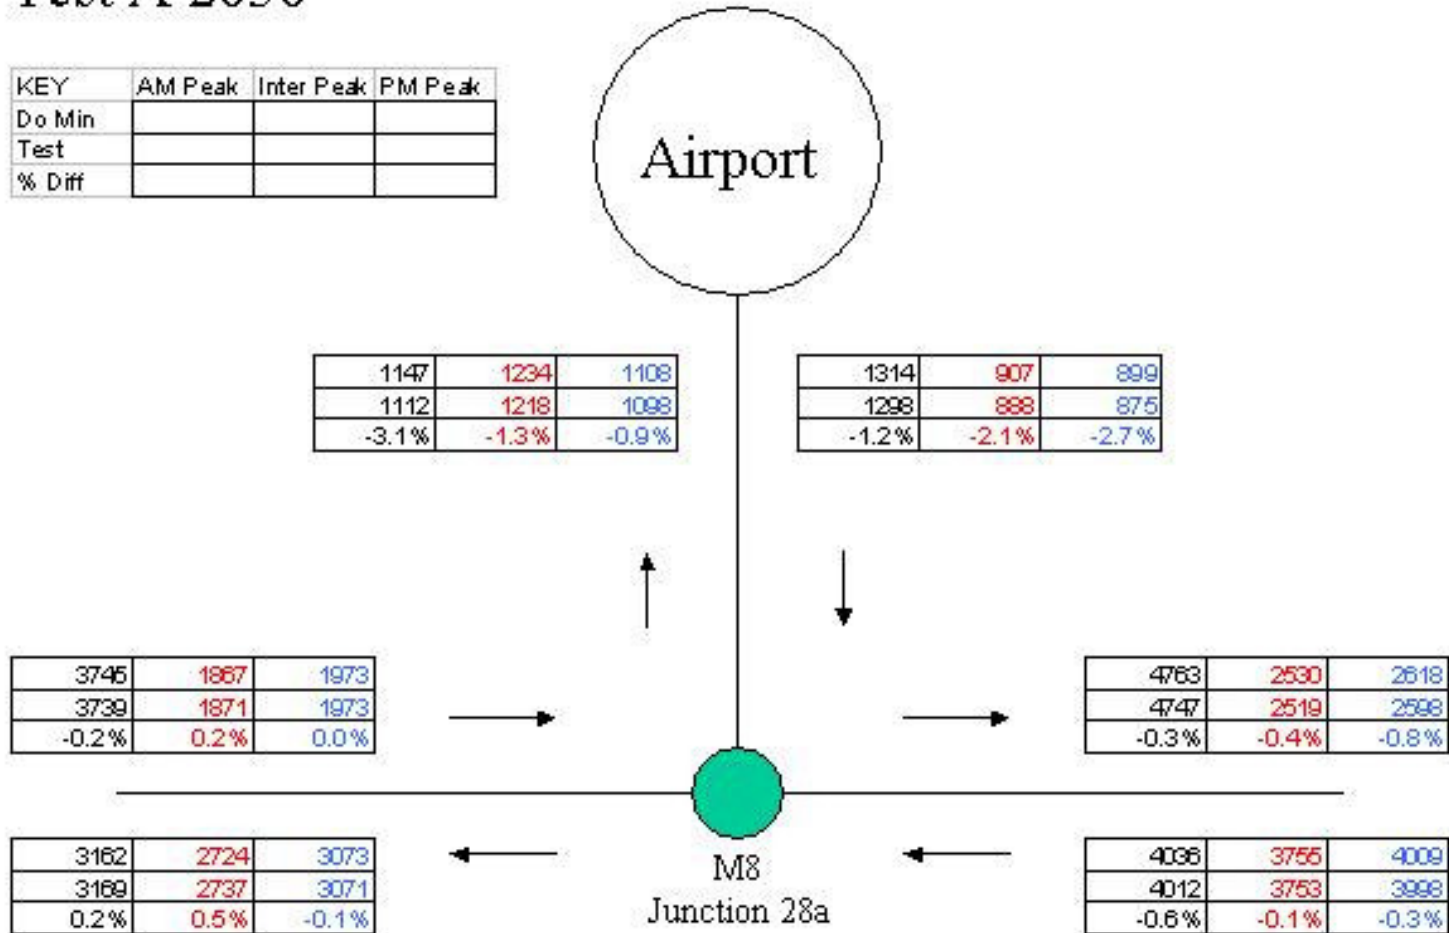 Test A 2030
KEY AM Peak Inter Peak PM Peak
Do Min
Test
% Diff
Airport
1147 1234 1108
1112 1218 1098
-3.1% -1.3% -0.9%
1314 907 899
1298 888 875
-1.2% -2.1% -2.7%
3745 1867 1973
3739 1871 1973
-0.2% 0.2% 0.0%
4763 2530 2618
4747 2519 2598
-0.3% -0.4% -0.8%
3162 2724 3073
3169 2737 3071
0.2% 0.5% -0.1%
M8
Junction 28a
4036 3755 4009
4012 3753 3998
-0.6% -0.1% -0.3%